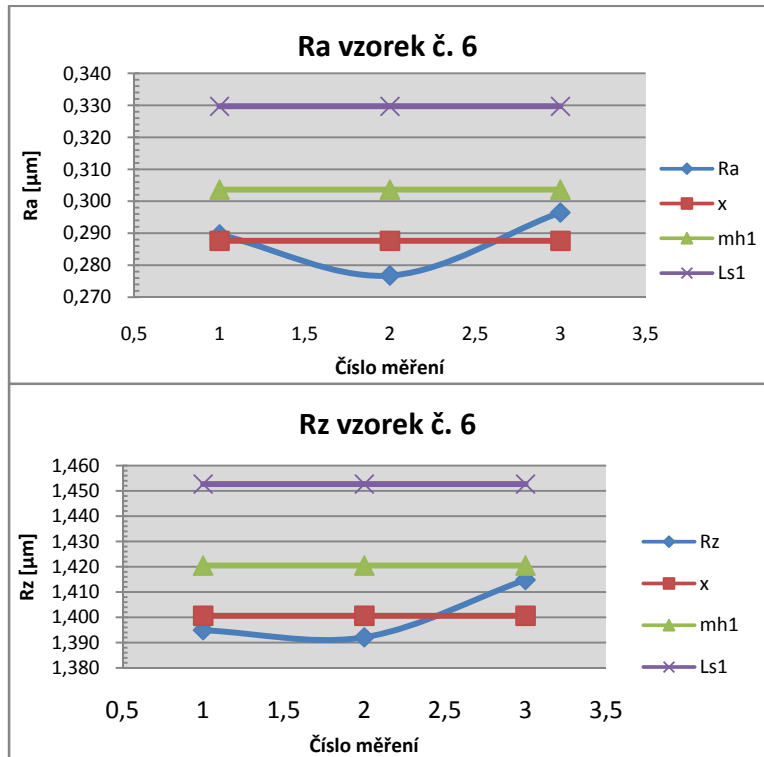 Ra vzorek č. 6
0,340
0,330
0,320
0,310
0,300
0,290
0,280
0,270
Ra [µm]
0,5 1 1,5 2 2,5 3 3,5
Číslo měření
Ra
x
mh1
Ls1
Rz vzorek č. 6
1,460
1,450
1,440
1,430
1,420
1,410
1,400
1,390
1,380
Rz [µm]
0,5 1 1,5 2 2,5 3 3,5
Číslo měření
Rz
x
mh1
Ls1